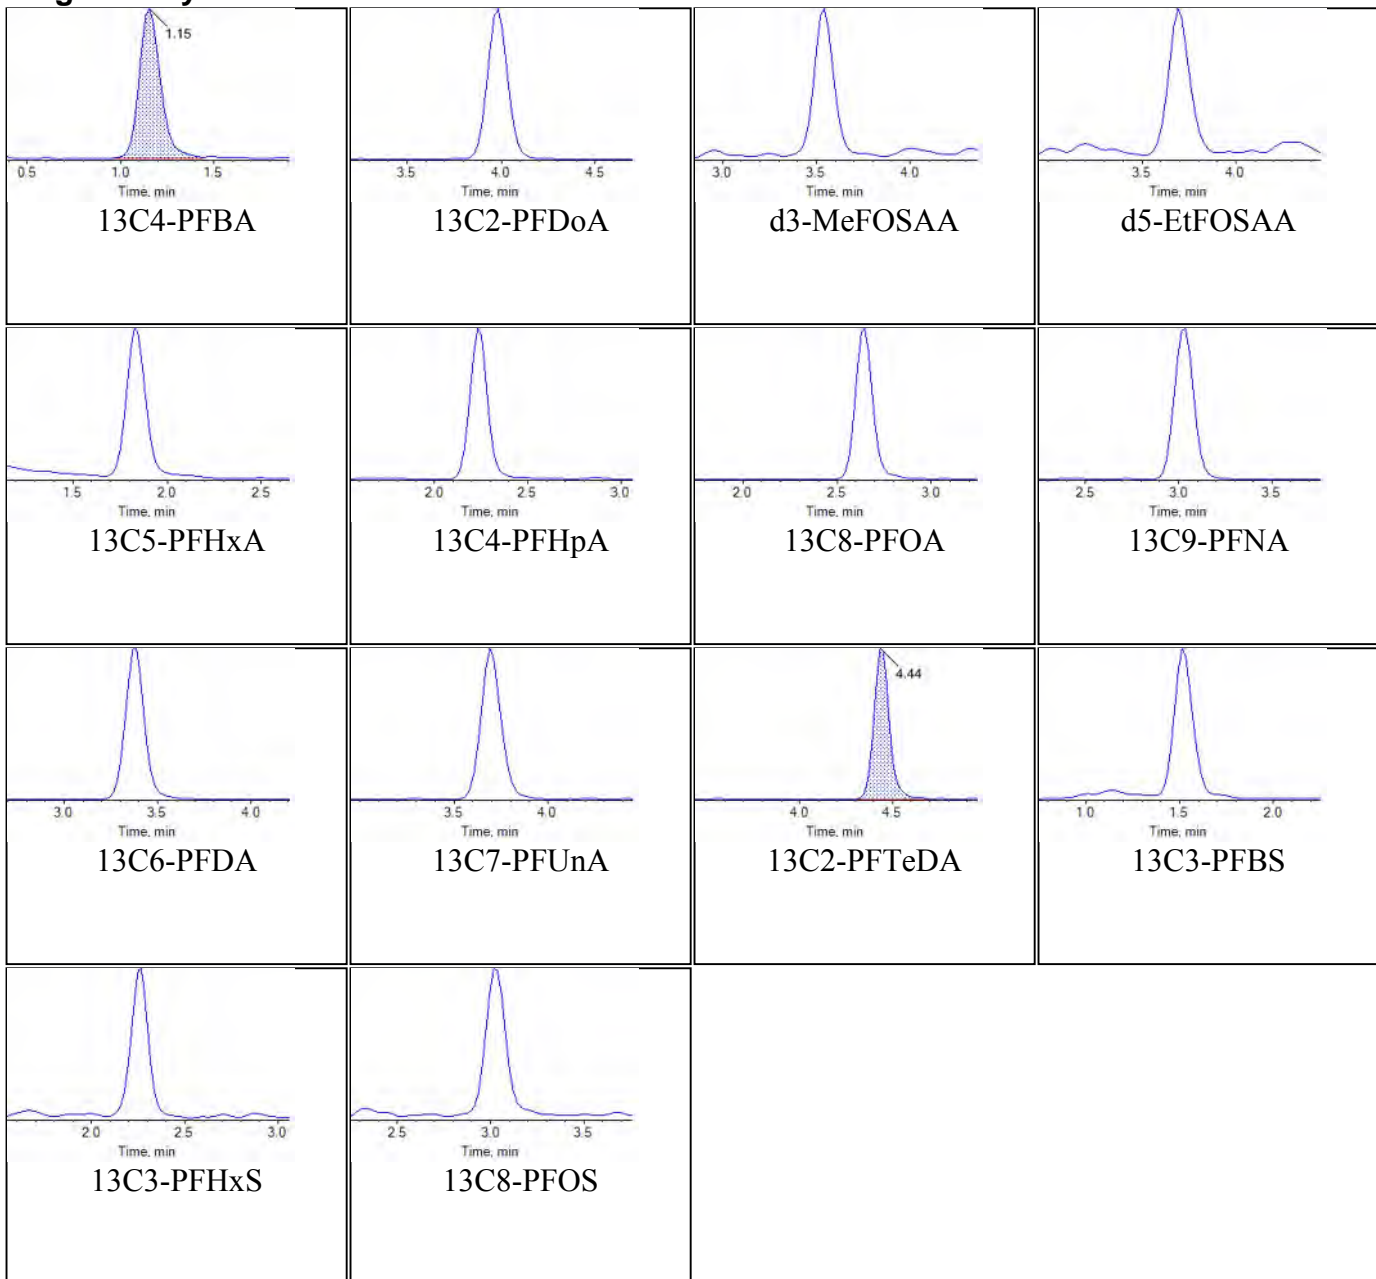 1.15
0.5 1.0 1.5
Time, min
13C4-PFBA
3.5 4.0 4.5
Time, min
13C2-PFDoA
3.0 3.5 4.0
Time, min
d3-MeFOSAA
3.5 4.0
Time, min
d5-EtFOSAA
1.5 2.0 2.5
Time, min
13C5-PFHxA
2.0 2.5 3.0
Time, min
13C4-PFHpA
2.0 2.5 3.0
Time, min
13C8-PFOA
2.5 3.0 3.5
Time, min
13C9-PFNA
3.0 3.5 4.0
Time, min
13C6-PFDA
3.5 4.0
Time, min
13C7-PFUnA
4.44
4.0 4.5
Time, min
13C2-PFTeDA
1.0 1.5 2.0
Time, min
13C3-PFBS
2.0 2.5 3.0
Time, min
13C3-PFHxS
2.5 3.0 3.5
Time, min
13C8-PFOS